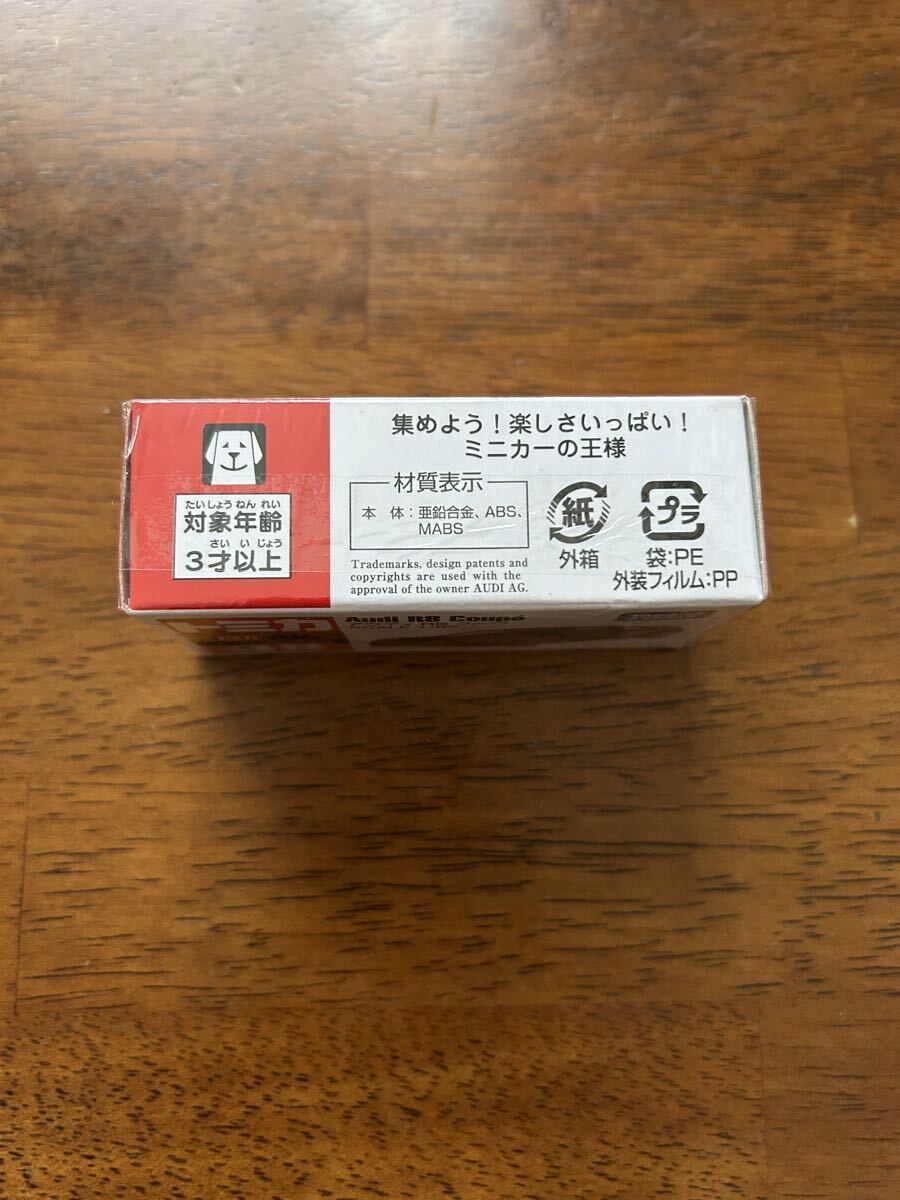 集めよう！楽しさいっぱい！
ミニカーの王様
たいしょうねんれい
対象年齢
さいいじょう
3才以上
材質表示
本 体：亜鉛合金、ABS、
MABS
Trademarks, design patents and
copyrights are used with the
approval of the owner AUDI AG.
紙
外箱
プラ
袋：PE
外装フィルム：PP
トミカ
Audi R8 Coupé